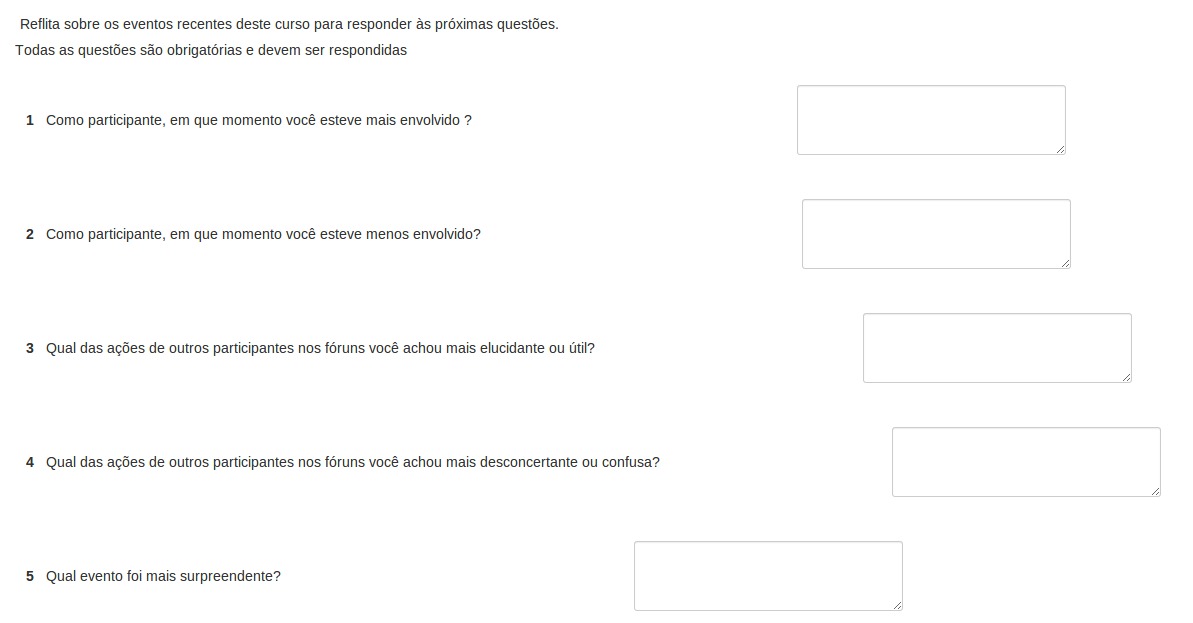 Reflita sobre os eventos recentes deste curso para responder às próximas questões.
Todas as questões são obrigatórias e devem ser respondidas
1 Como participante, em que momento você esteve mais envolvido ?
2 Como participante, em que momento você esteve menos envolvido?
3 Qual das ações de outros participantes nos fóruns você achou mais elucidante ou útil?
4 Qual das ações de outros participantes nos fóruns você achou mais desconcertante ou confusa?
5 Qual evento foi mais surpreendente?